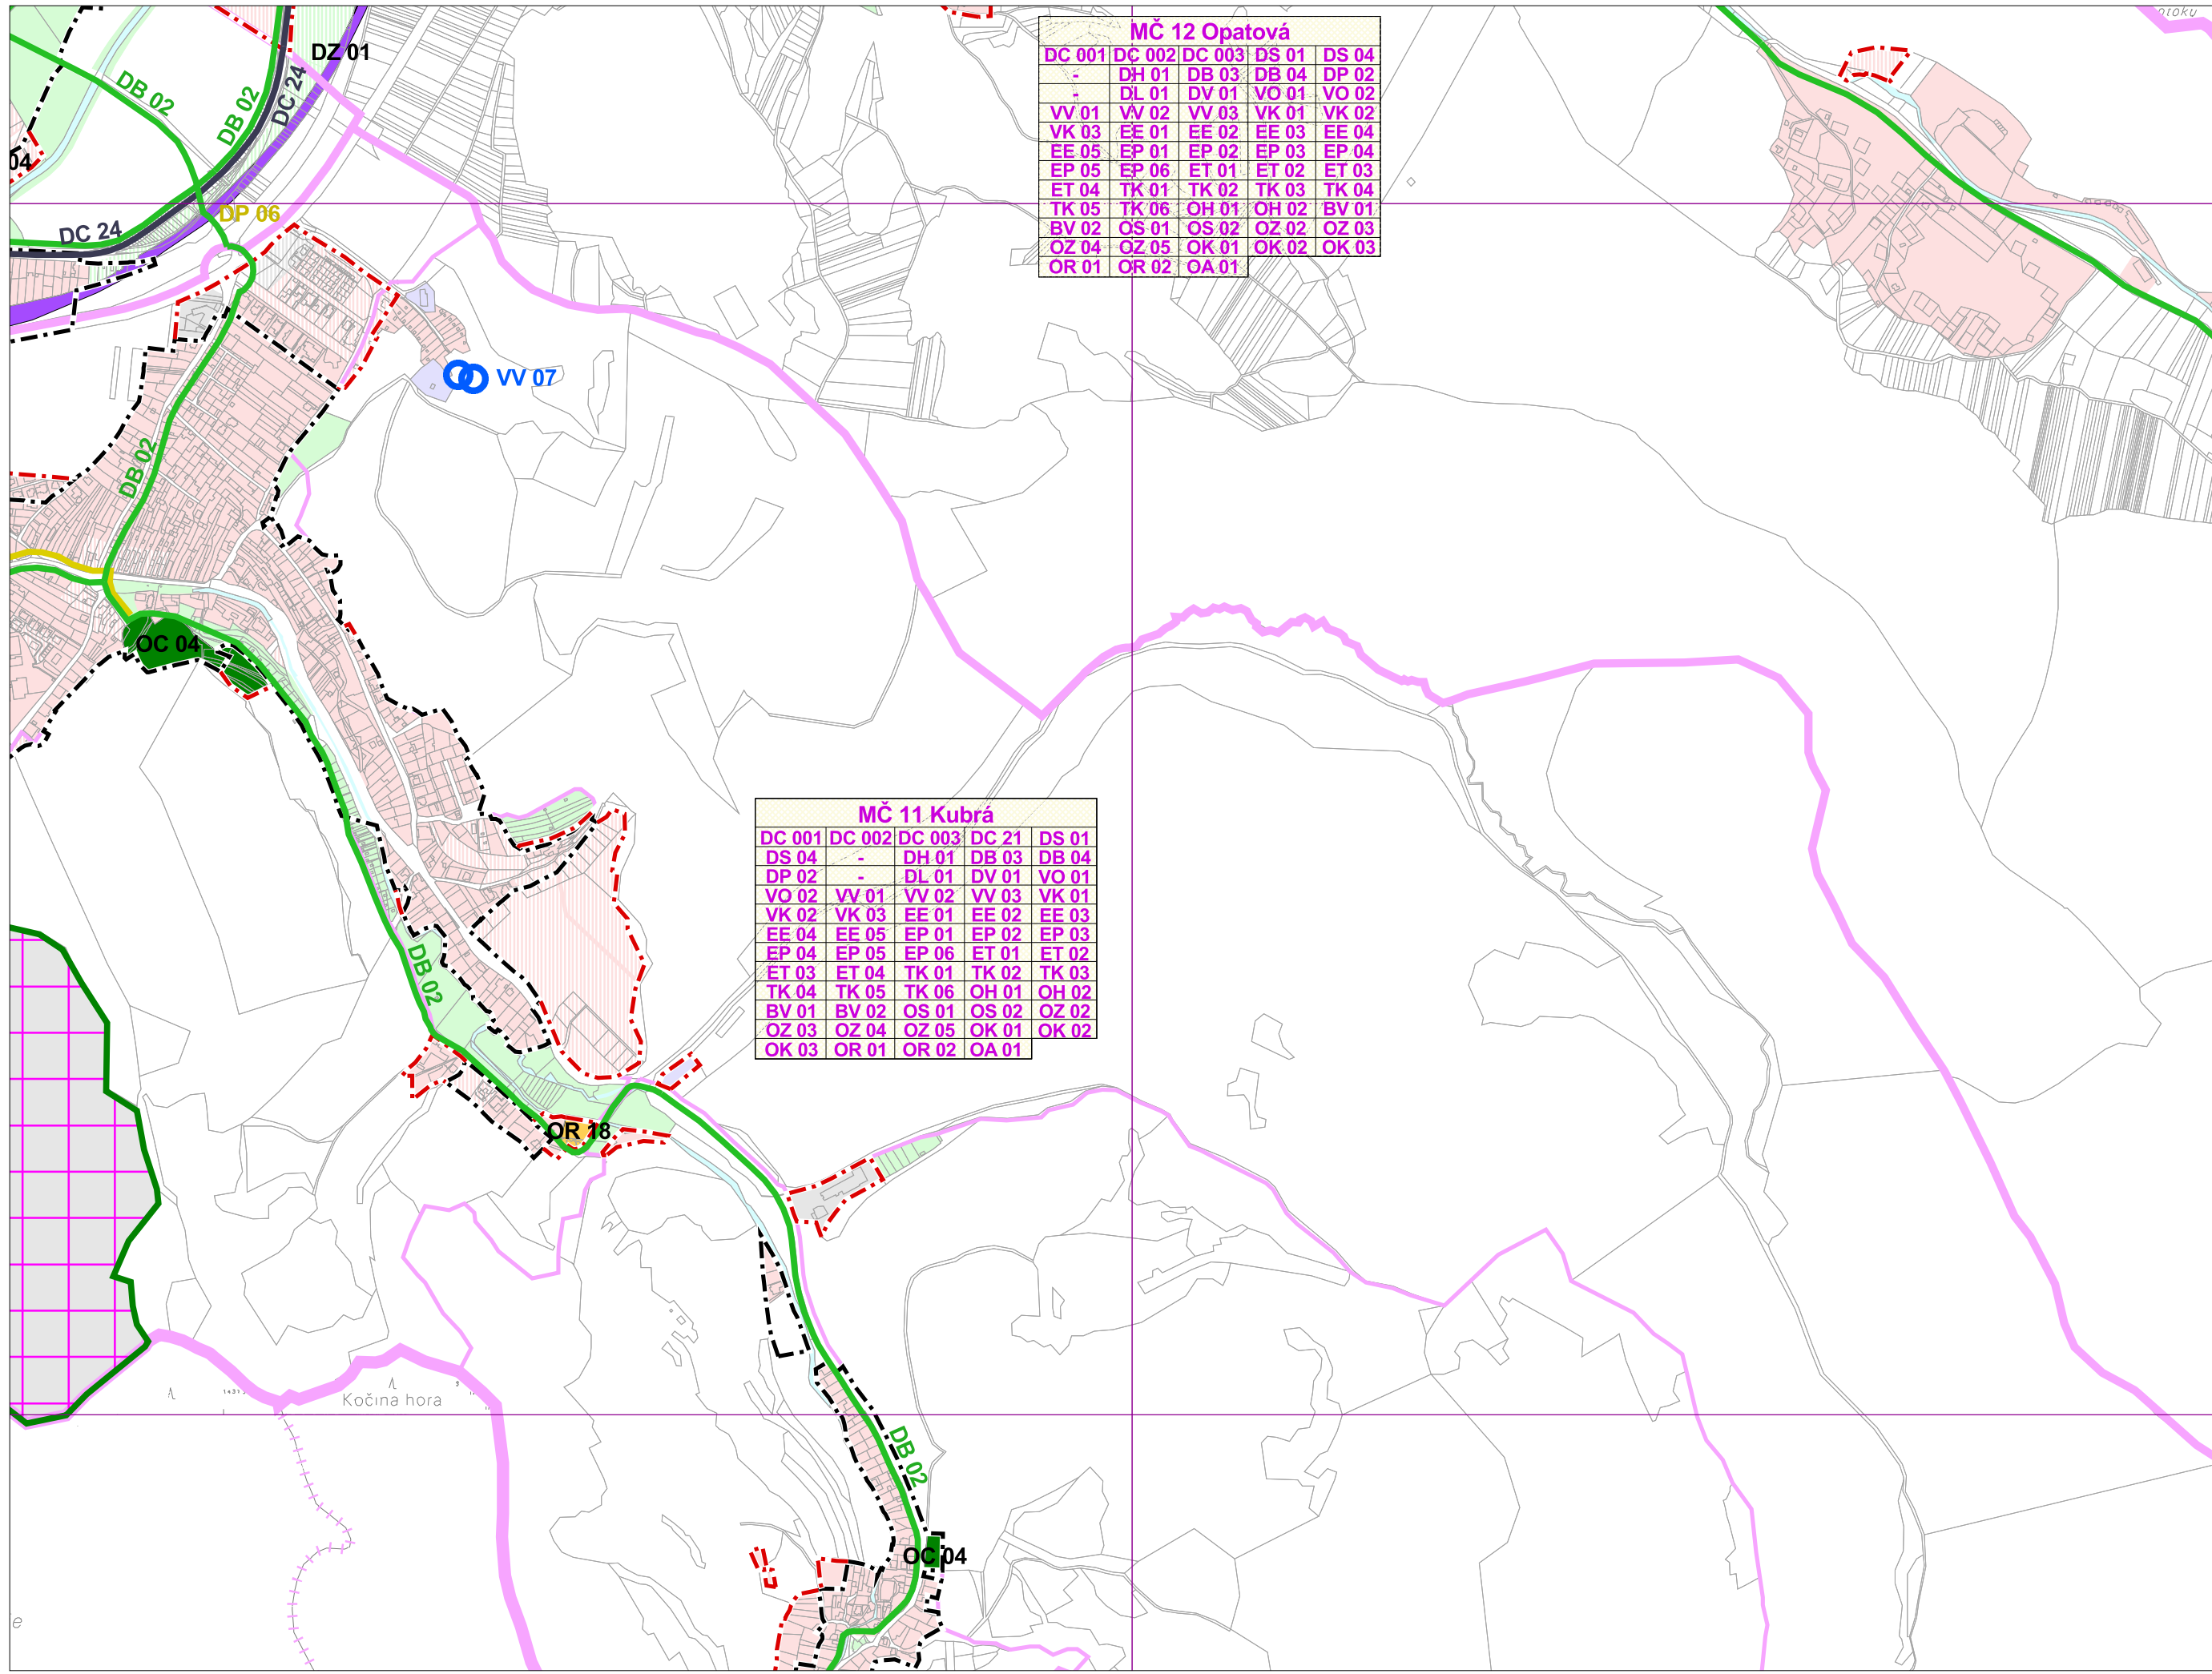 otoku
MČ 12 Opatová
DC 001 DC 002 DC 003 DS 01 DS 04
- DH 01 DB 03 DB 04 DP 02
- DL 01 DV 01 VO 01 VO 02
VV 01 VV 02 VV 03 VK 01 VK 02
VK 03 EE 01 EE 02 EE 03 EE 04
EE 05 EP 01 EP 02 EP 03 EP 04
EP 05 EP 06 ET 01 ET 02 ET 03
ET 04 TK 01 TK 02 TK 03 TK 04
TK 05 TK 06 OH 01 OH 02 BV 01
BV 02 OS 01 OS 02 OZ 02 OZ 03
OZ 04 OZ 05 OK 01 OK 02 OK 03
OR 01 OR 02 OA 01
DZ 01
DB 02
DB 02
DC 24
04
DP 06
DC 24
VV 07
DB 02
OC 04
MČ 11 Kubrá
DC 001 DC 002 DC 003 DC 21 DS 01
DS 04 - DH 01 DB 03 DB 04
DP 02 - DL 01 DV 01 VO 01
VO 02 VV 01 VV 02 VV 03 VK 01
VK 02 VK 03 EE 01 EE 02 EE 03
EE 04 EE 05 EP 01 EP 02 EP 03
EP 04 EP 05 EP 06 ET 01 ET 02
ET 03 ET 04 TK 01 TK 02 TK 03
TK 04 TK 05 TK 06 OH 01 OH 02
BV 01 BV 02 OS 01 OS 02 OZ 02
OZ 03 OZ 04 OZ 05 OK 01 OK 02
OK 03 OR 01 OR 02 OA 01
DB 02
OR 18
Kočina hora
DB 02
OC 04
e